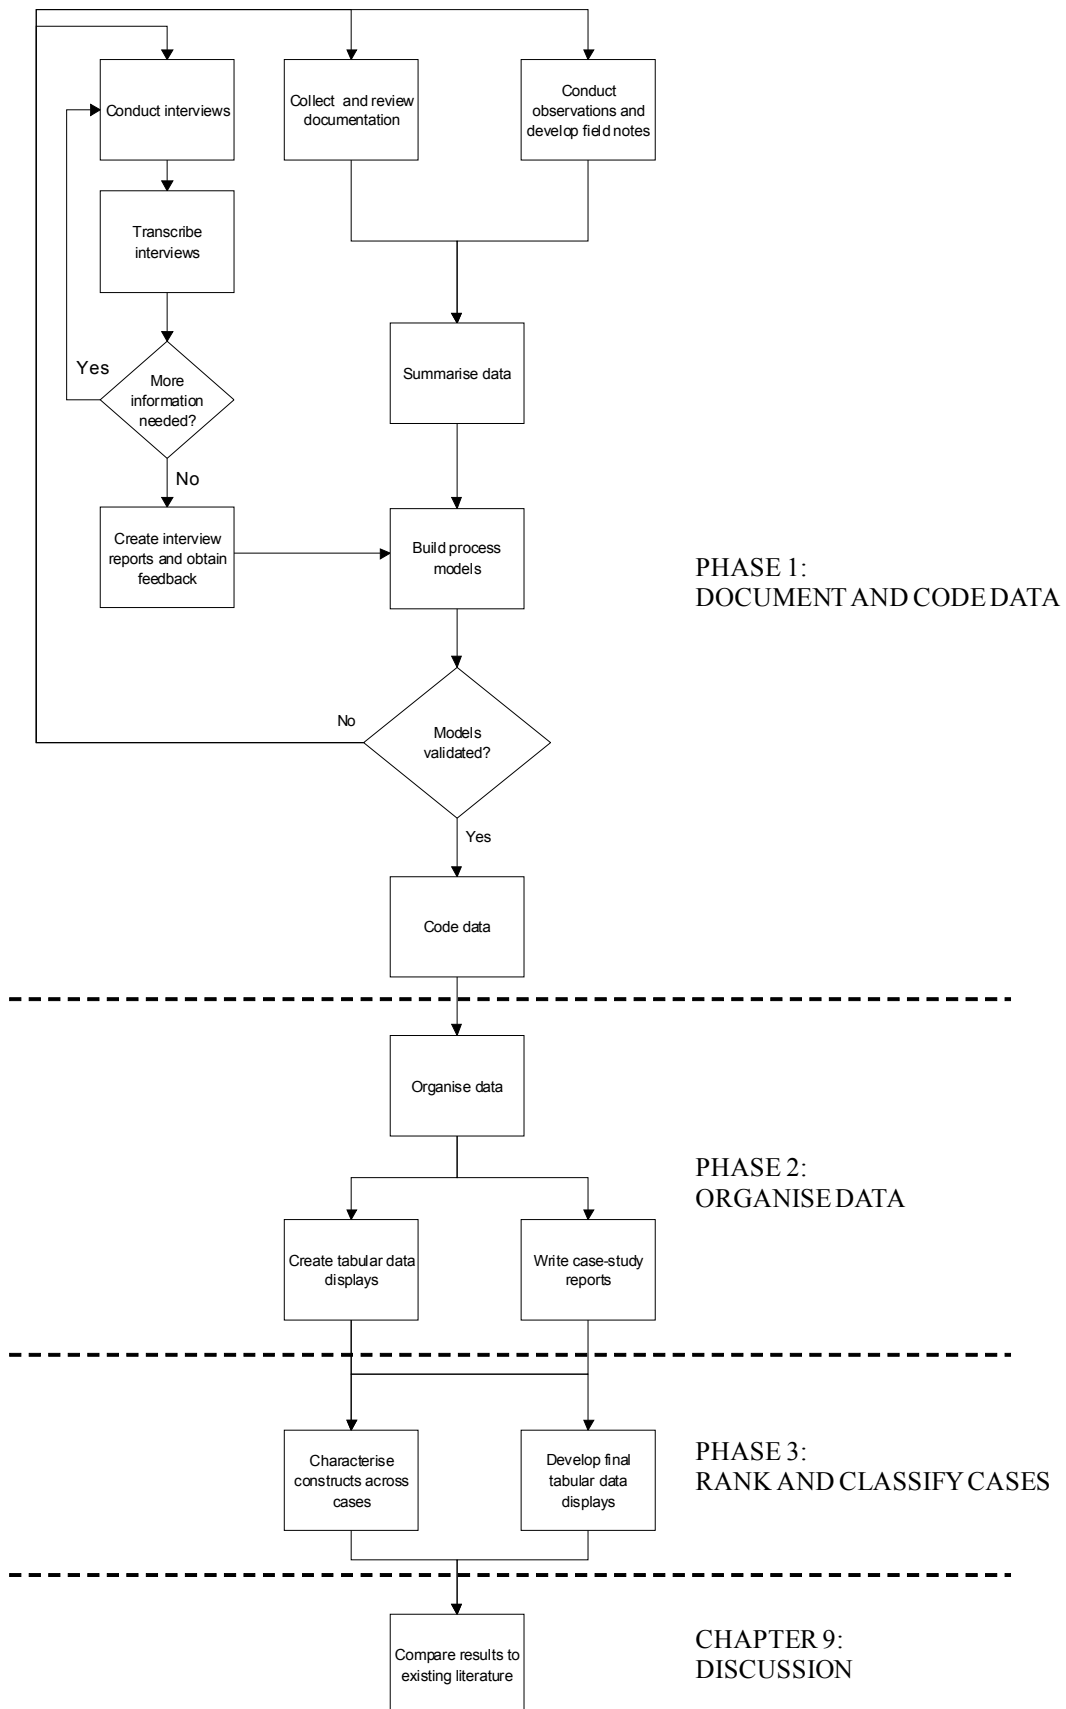 Conduct interviews
Collect and review
documentation
Conduct
observations and
develop field notes
Transcribe
interviews
Summarise data
Yes
More
information
needed?
No
Create interview
reports and obtain
feedback
Build process
models
PHASE 1:
DOCUMENT AND CODE DATA
No
Models
validated?
Yes
Code data
Organise data
PHASE 2:
ORGANISE DATA
Create tabular data
displays
Write case-study
reports
Characterise
constructs across
cases
Develop final
tabular data
displays
PHASE 3:
RANK AND CLASSIFY CASES
Compare results to
existing literature
CHAPTER 9:
DISCUSSION